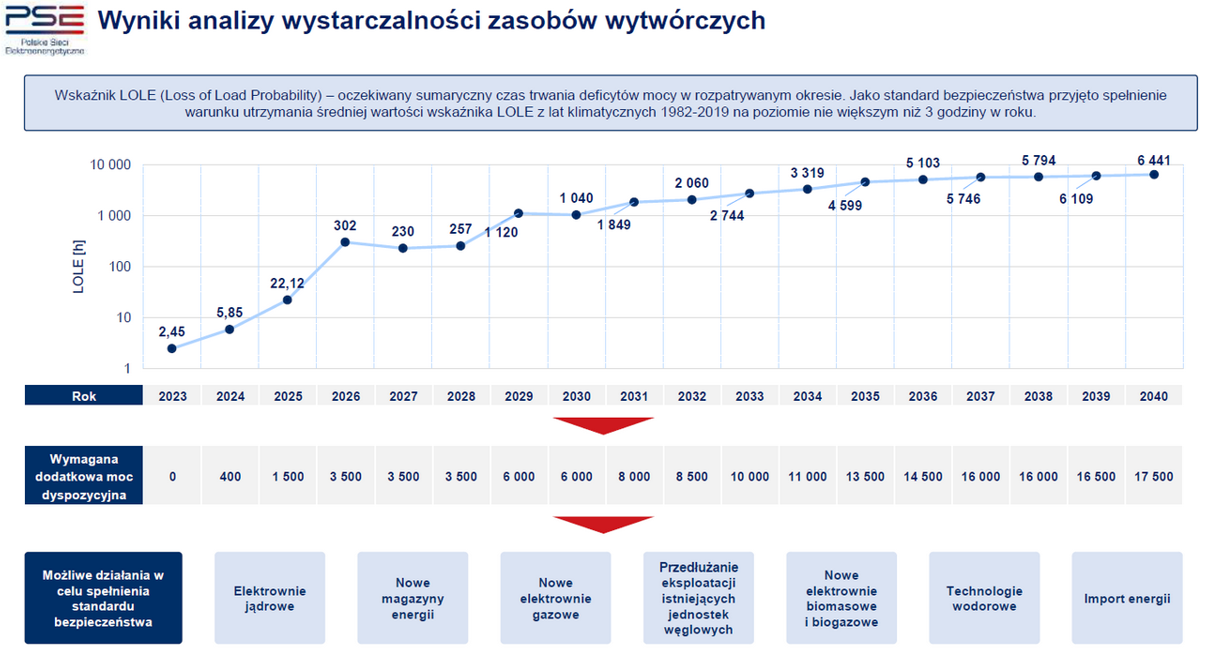 PSE
Polskie Sieci
Elektroenergetyczne
Wyniki analizy wystarczalności zasobów wytwórczych
Wskaźnik LOLE (Loss of Load Probability) – oczekiwany sumaryczny czas trwania deficytów mocy w rozpatrywanym okresie. Jako standard bezpieczeństwa przyjęto spełnienie
warunku utrzymania średniej wartości wskaźnika LOLE z lat klimatycznych 1982-2019 na poziomie nie większym niż 3 godziny w roku.
LOLE [h]
10 000
1 000
100
10
1
2,45
5,85
22,12
302
230
257
1 120
1 040
1 849
2 060
2 744
3 319
4 599
5 103
5 746
5 794
6 109
6 441
Rok 2023 2024 2025 2026 2027 2028 2029 2030 2031 2032 2033 2034 2035 2036 2037 2038 2039 2040
Wymagana
dodatkowa moc
dyspozycyjna
0 400 1 500 3 500 3 500 3 500 6 000 6 000 8 000 8 500 10 000 11 000 13 500 14 500 16 000 16 000 16 500 17 500
Możliwe działania w
celu spełnienia
standardu
bezpieczeństwa
Elektrownie
jądrowe
Nowe
magazyny
energii
Nowe
elektrownie
gazowe
Przedłużanie
eksploatacji
istniejących
jednostek
węglowych
Nowe
elektrownie
biomasowe
i biogazowe
Technologie
wodorowe
Import energii